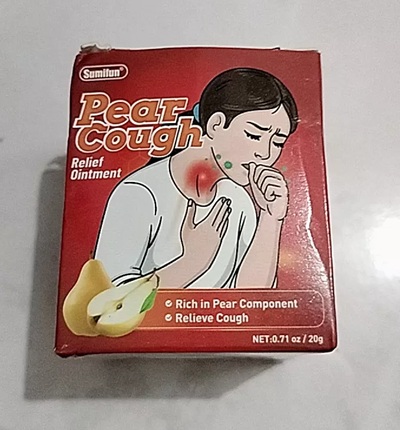 Sumifun®
Pear
Cough
Relief
Ointment
Rich in Pear Component
Relieve Cough
NET:0.71 oz / 20g